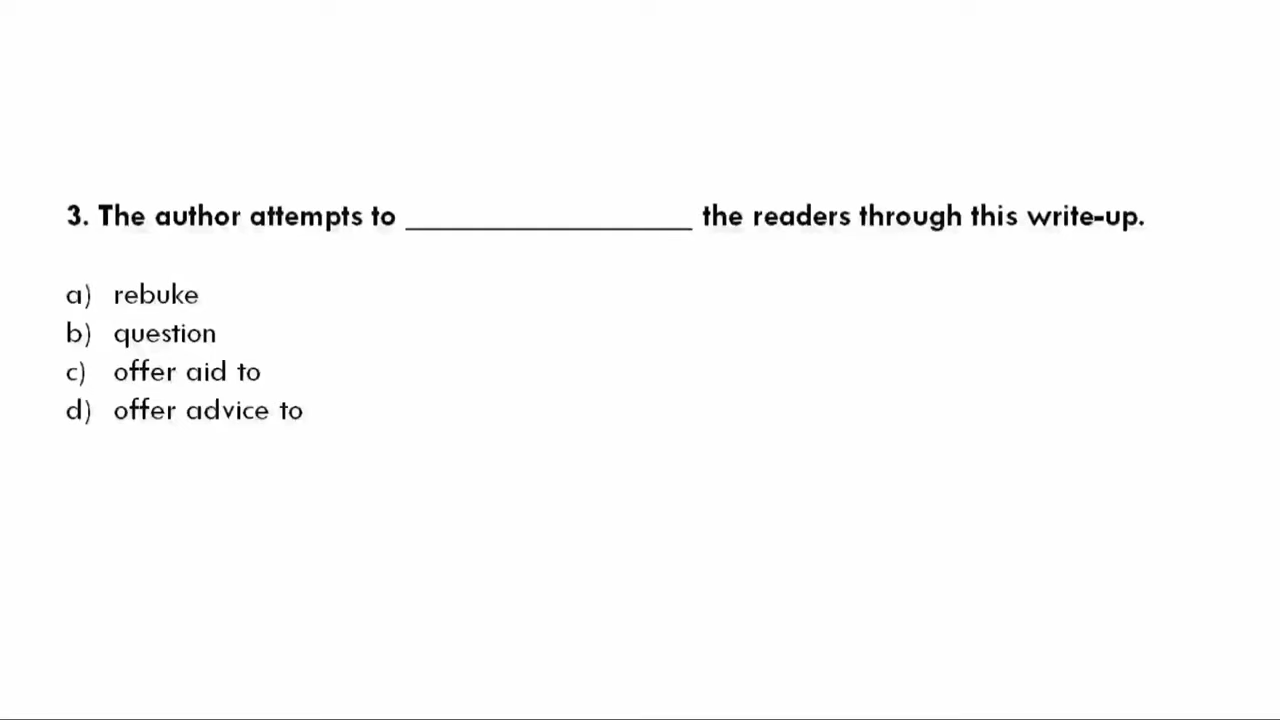 3. The author attempts to ____________________ the readers through this write-up.
a) rebuke
b) question
c) offer aid to
d) offer advice to